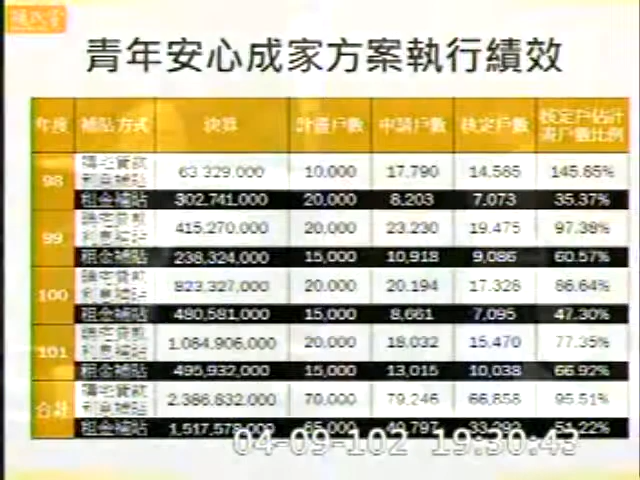 青年安心成家方案執行績效
年度 補貼方式 決算 計畫戶數 申請戶數 核定戶數 核定戶佔計
畫戶數比例
98 購宅貸款
利息補貼 63,329,000 10,000 17,790 14,565 145.65%
租金補貼 302,741,000 20,000 8,203 7,073 35.37%
99 購宅貸款
利息補貼 415,270,000 20,000 23,230 19,475 97.38%
租金補貼 238,324,000 15,000 10,918 9,086 60.57%
100 購宅貸款
利息補貼 823,327,000 20,000 20,194 17,328 86.64%
租金補貼 480,581,000 15,000 8,661 7,095 47.30%
101 購宅貸款
利息補貼 1,084,906,000 20,000 18,032 15,470 77.35%
租金補貼 495,932,000 15,000 13,015 10,038 66.92%
合計 購宅貸款
利息補貼 2,386,832,000 70,000 79,246 66,858 95.51%
租金補貼 1,517,578,000 65,000 40,797 51.22%
04-09-102 19:30:43